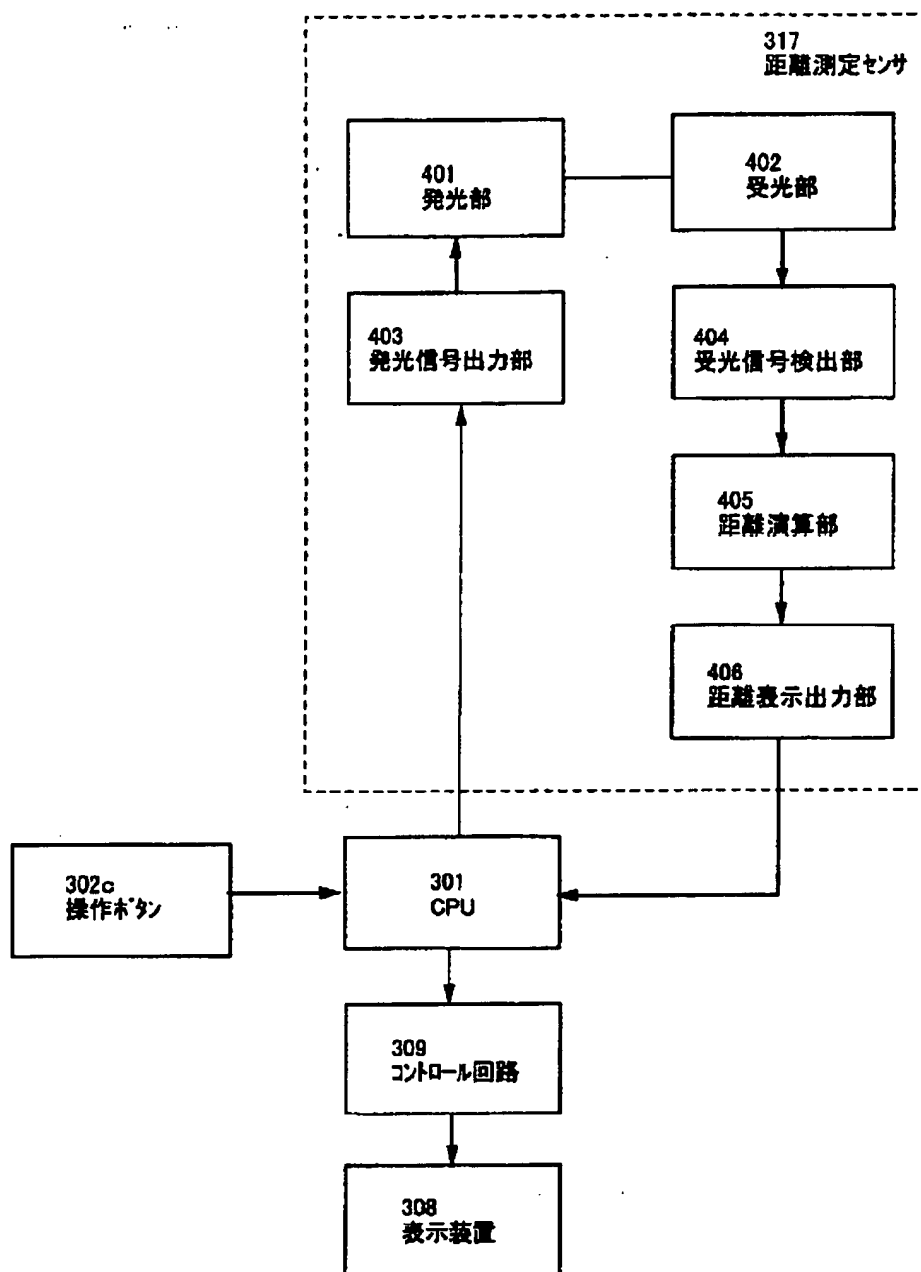 317
距離測定センサ
401
発光部
402
受光部
403
発光信号出力部
404
受光信号検出部
405
距離演算部
406
距離表示出力部
302c
操作ボタン
301
CPU
309
コントロール回路
308
表示装置